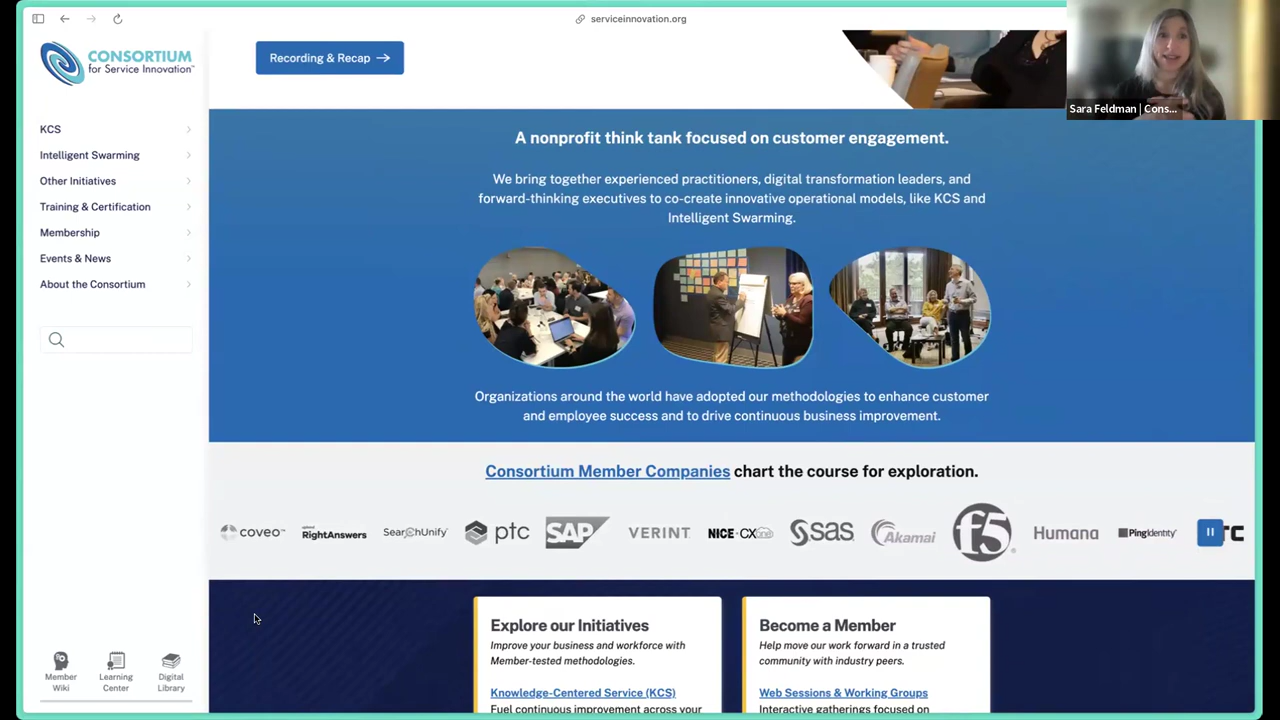 serviceinnovation.org
CONSORTIUM
for Service Innovation™
KCS
Intelligent Swarming
Other Initiatives
Training & Certification
Membership
Events & News
About the Consortium
Member
Wiki
Learning
Center
Digital
Library
Recording & Recap →
Sara Feldman | Cons...
A nonprofit think tank focused on customer engagement.
We bring together experienced practitioners, digital transformation leaders, and
forward-thinking executives to co-create innovative operational models, like KCS and
Intelligent Swarming.
Organizations around the world have adopted our methodologies to enhance customer
and employee success and to drive continuous business improvement.
Consortium Member Companies chart the course for exploration.
coveo™ RightAnswers SearchUnify ptc SAP VERINT NICE CXone sas Akamai f5 Humana PingIdentity
Explore our Initiatives
Improve your business and workforce with
Member-tested methodologies.
Knowledge-Centered Service (KCS)
Fuel continuous improvement across your
Become a Member
Help move our work forward in a trusted
community with industry peers.
Web Sessions & Working Groups
Interactive gatherings focused on